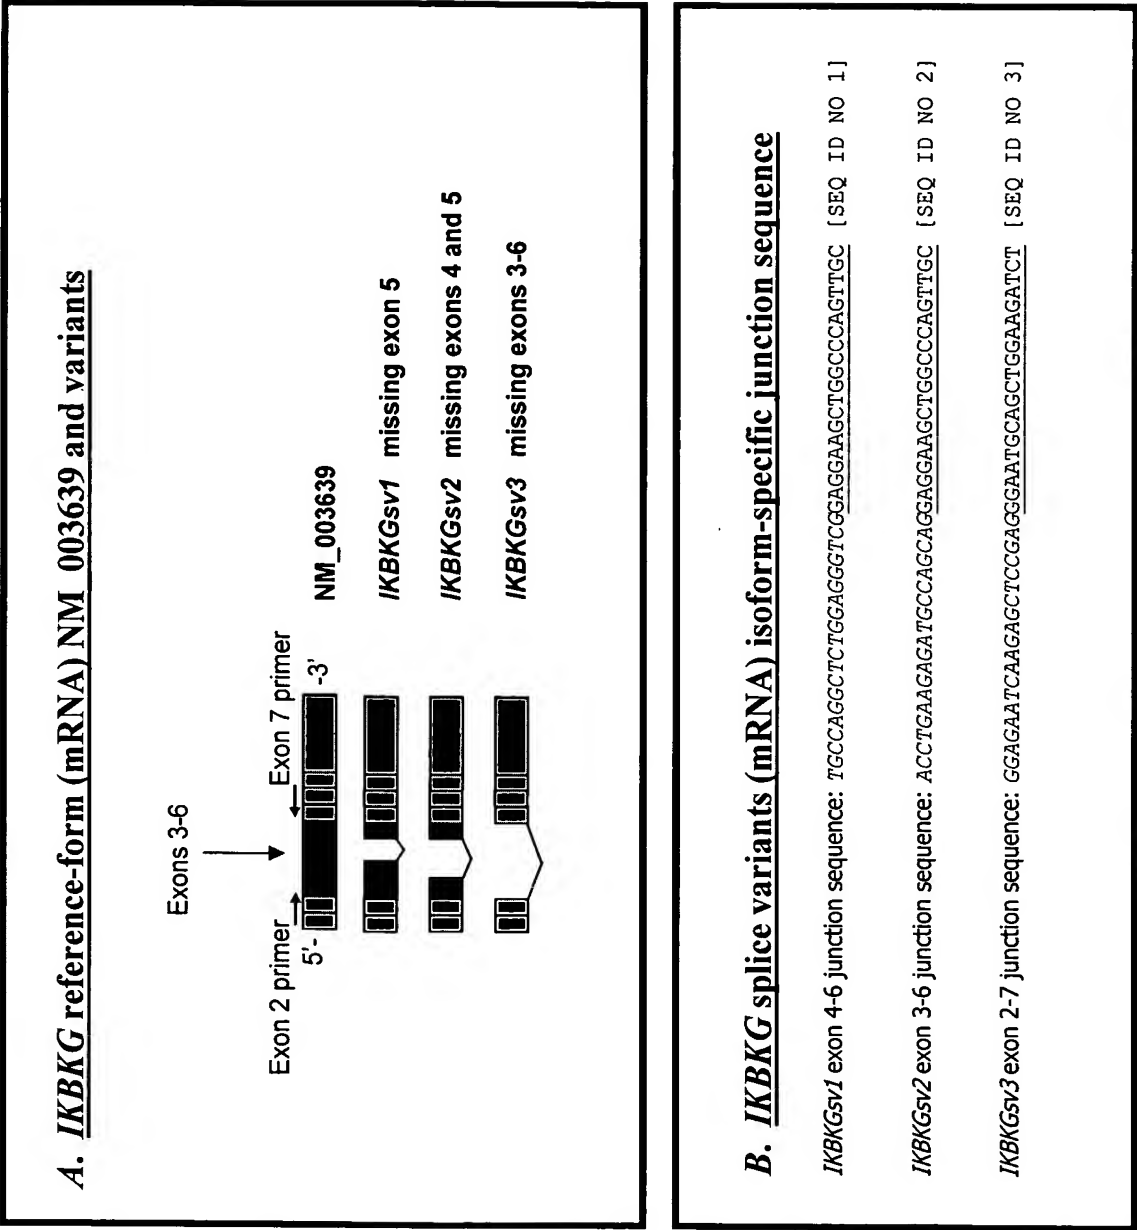 A. IKBKG reference-form (mRNA) NM_003639 and variants
Exons 3-6
Exon 2 primer
Exon 7 primer
5'-
-3'
NM_003639
IKBKGsv1 missing exon 5
IKBKGsv2 missing exons 4 and 5
IKBKGsv3 missing exons 3-6
B. IKBKG splice variants (mRNA) isoform-specific junction sequence
IKBKGsv1 exon 4-6 junction sequence: TGCCAGGCTCTGGAGGGTCGGAGGAAGCTGGCCCAGTTGC [SEQ ID NO 1]
IKBKGsv2 exon 3-6 junction sequence: ACCTGAAGAGATGCCAGCAGGAGGAAGCTGGCCCAGTTGC [SEQ ID NO 2]
IKBKGsv3 exon 2-7 junction sequence: GGAGAATCAAGAGCTCCGAGGGAATGCAGCTGGAAGATCT [SEQ ID NO 3]